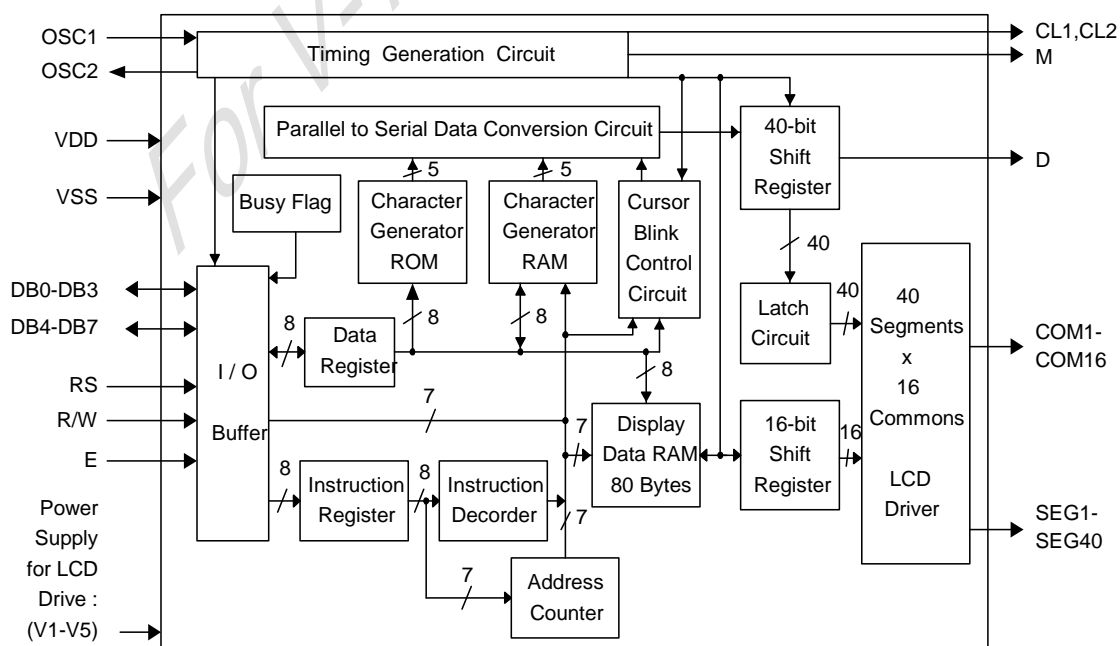 For V-
OSC1
OSC2
Timing Generation Circuit
CL1,CL2
M
VDD
VSS
Parallel to Serial Data Conversion Circuit
40-bit
Shift
Register
D
Busy Flag
5
5
Character
Generator
ROM
Character
Generator
RAM
Cursor
Blink
Control
Circuit
40
DB0-DB3
DB4-DB7
RS
R/W
E
I / O
Buffer
8
Data
Register
8
8
8
Latch
Circuit
40
40
Segments
x
16
Commons
LCD
Driver
COM1-
COM16
7
7
Display
Data RAM
80 Bytes
16-bit
Shift
Register
16
8
Instruction
Register
8
Instruction
Decorder
7
SEG1-
SEG40
7
Address
Counter
Power
Supply
for LCD
Drive :
(V1-V5)